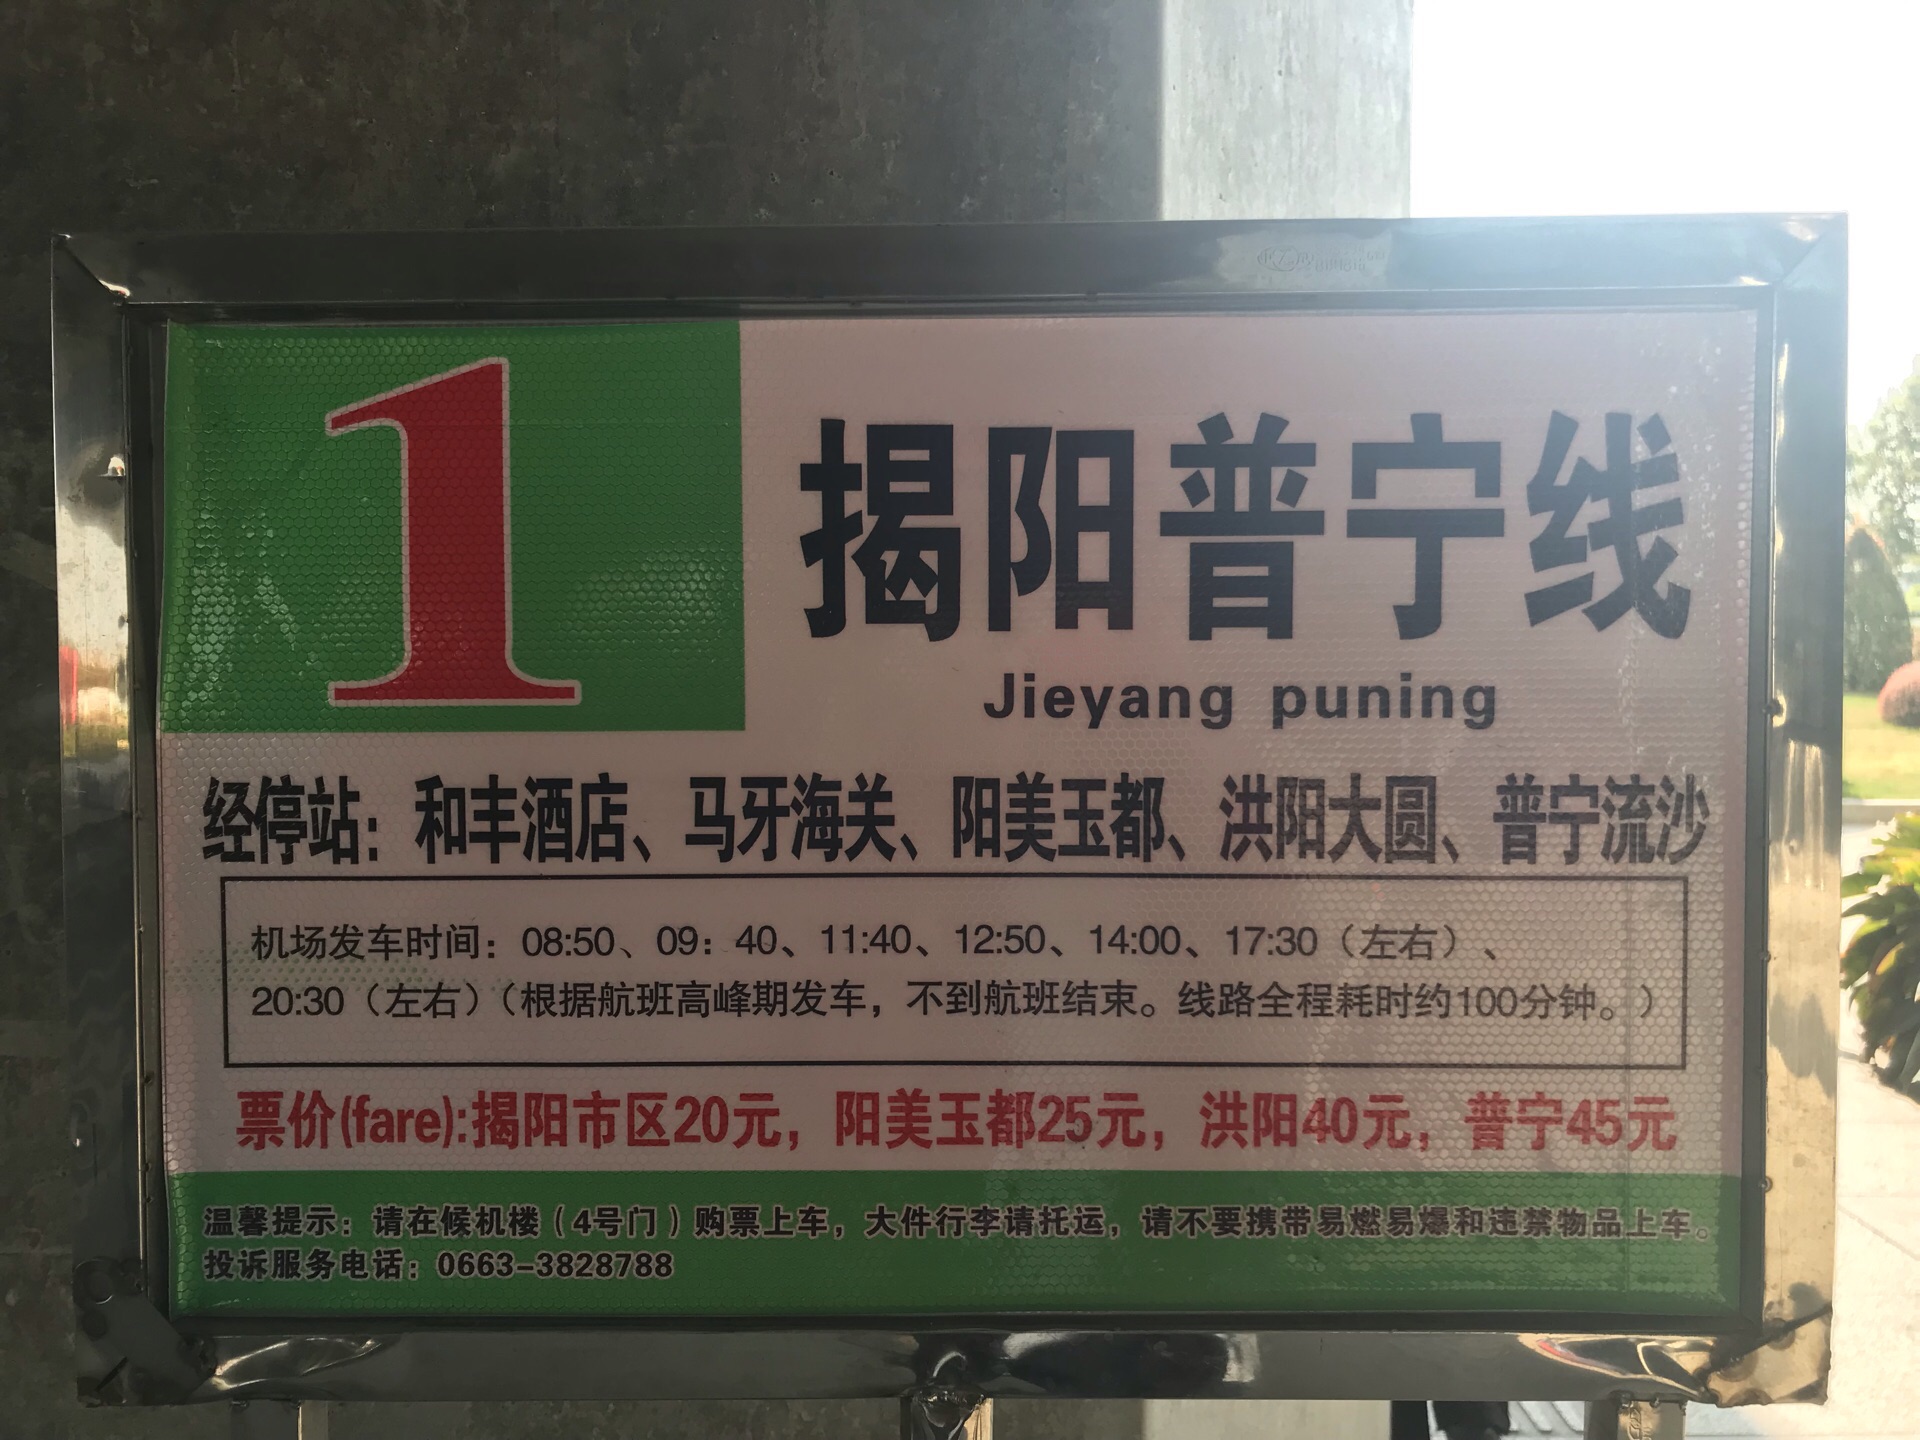 1
揭阳普宁线
Jieyang puning
经停站：和丰酒店、马牙海关、阳美玉都、洪阳大圆、普宁流沙
机场发车时间：08:50、09：40、11:40、12:50、14:00、17:30（左右）、
20:30（左右）（根据航班高峰期发车，不到航班结束。线路全程耗时约100分钟。）
票价(fare):揭阳市区20元，阳美玉都25元，洪阳40元，普宁45元
温馨提示：请在候机楼（4号门）购票上车，大件行李请托运，请不要携带易燃易爆和违禁物品上车。
投诉服务电话：0663-3828788